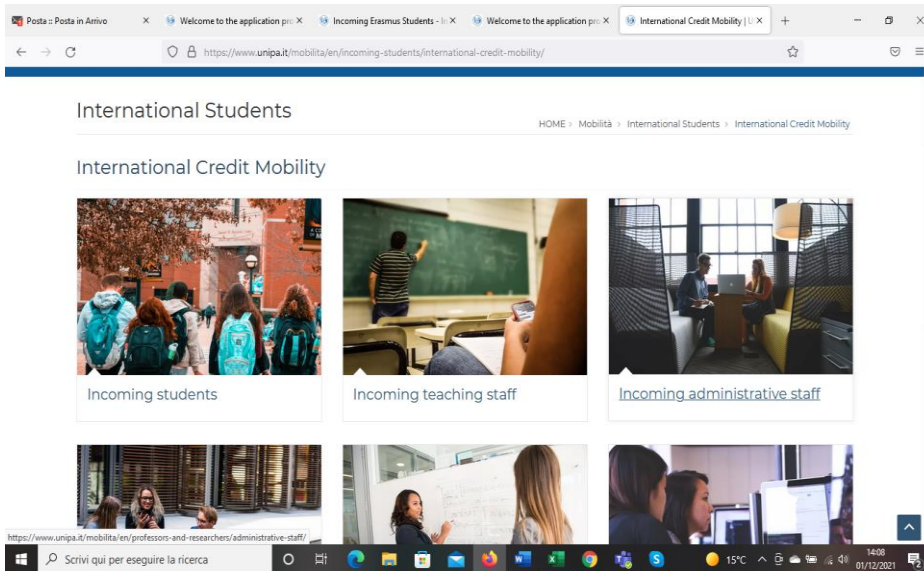 Posta :: Posta in Arrivo
Welcome to the application pro
Incoming Erasmus Students - In
Welcome to the application pro
International Credit Mobility | U
https://www.unipa.it/mobilita/en/incoming-students/international-credit-mobility/
International Students
HOME > Mobilità > International Students > International Credit Mobility
International Credit Mobility
Incoming students
Incoming teaching staff
Incoming administrative staff
https://www.unipa.it/mobilita/en/professors-and-researchers/administrative-staff/
Scrivi qui per eseguire la ricerca
15°C
14:08
01/12/2021